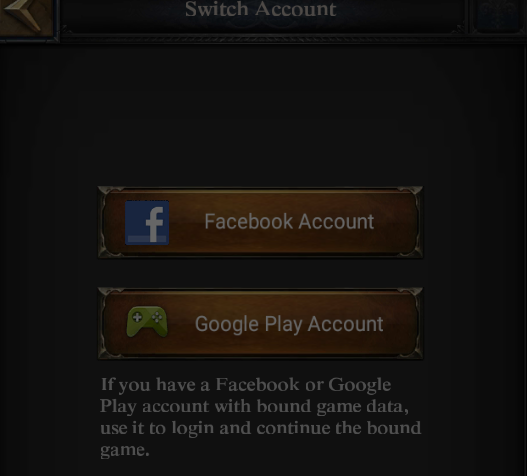 Switch Account
Facebook Account
Google Play Account
If you have a Facebook or Google
Play account with bound game data,
use it to login and continue the bound
game.